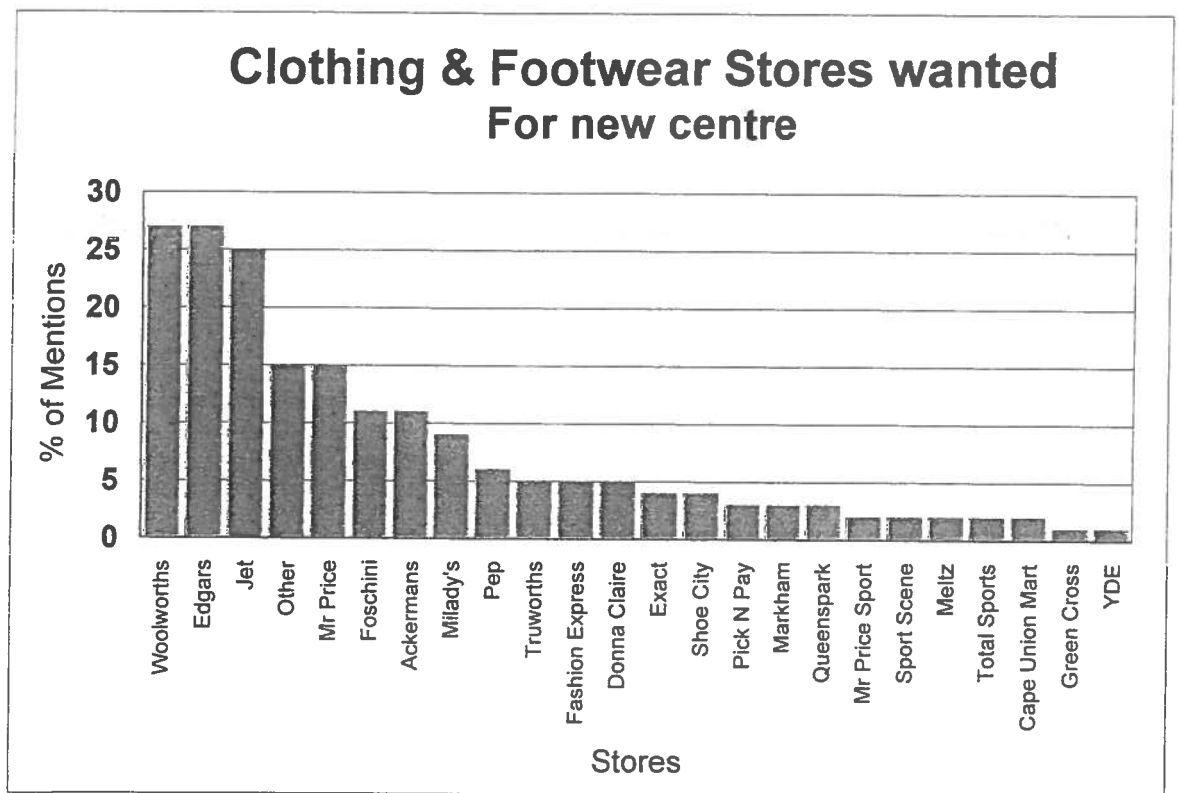 Clothing & Footwear Stores wanted
For new centre
% of Mentions
30
25
20
15
10
5
0
Woolworths
Edgars
Jet
Other
Mr Price
Foschini
Ackermans
Milady's
Pep
Truworths
Fashion Express
Donna Claire
Exact
Shoe City
Pick N Pay
Markham
Queenspark
Mr Price Sport
Sport Scene
Meltz
Total Sports
Cape Union Mart
Green Cross
YDE
Stores